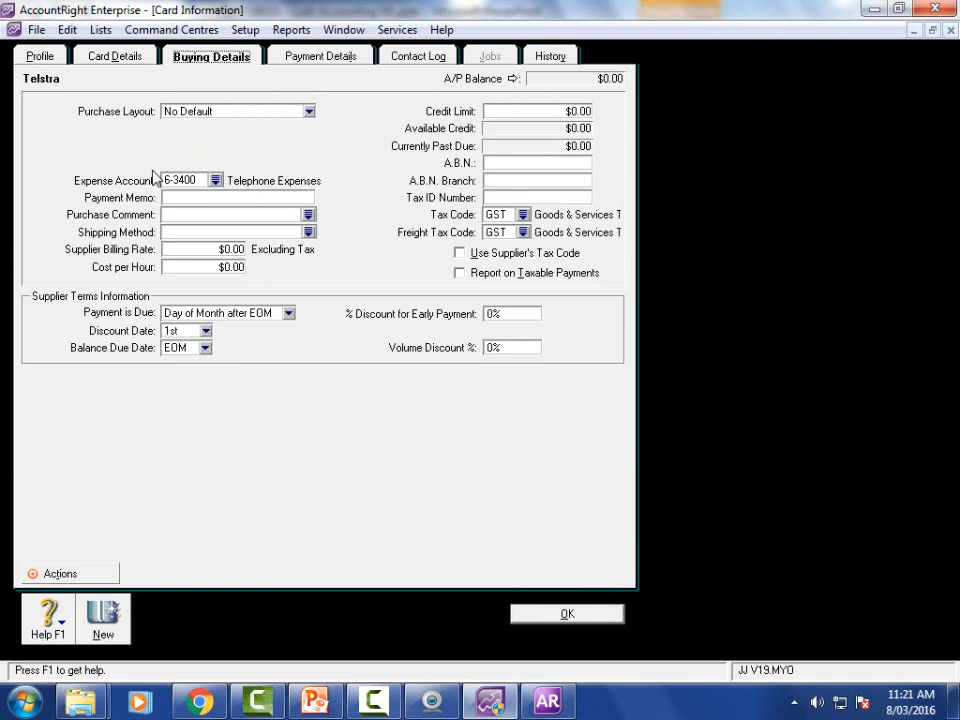 AccountRight Enterprise - [Card Information]
File Edit Lists Command Centres Setup Reports Window Services Help
Profile Card Details Buying Details Payment Details Contact Log Jobs History
Telstra A/P Balance ⇨: $0.00
Purchase Layout: No Default Credit Limit: $0.00
Available Credit: $0.00
Currently Past Due: $0.00
A.B.N.:
Expense Account: 6-3400 Telephone Expenses A.B.N. Branch:
Payment Memo: Tax ID Number:
Purchase Comment: Tax Code: GST Goods & Services T
Shipping Method: Freight Tax Code: GST Goods & Services T
Supplier Billing Rate: $0.00 Excluding Tax Use Supplier's Tax Code
Cost per Hour: $0.00 Report on Taxable Payments
Supplier Terms Information
Payment is Due: Day of Month after EOM % Discount for Early Payment: 0%
Discount Date: 1st
Balance Due Date: EOM Volume Discount %: 0%
Actions
Help F1 New OK
Press F1 to get help. JJ V19.MYO
11:21 AM
8/03/2016